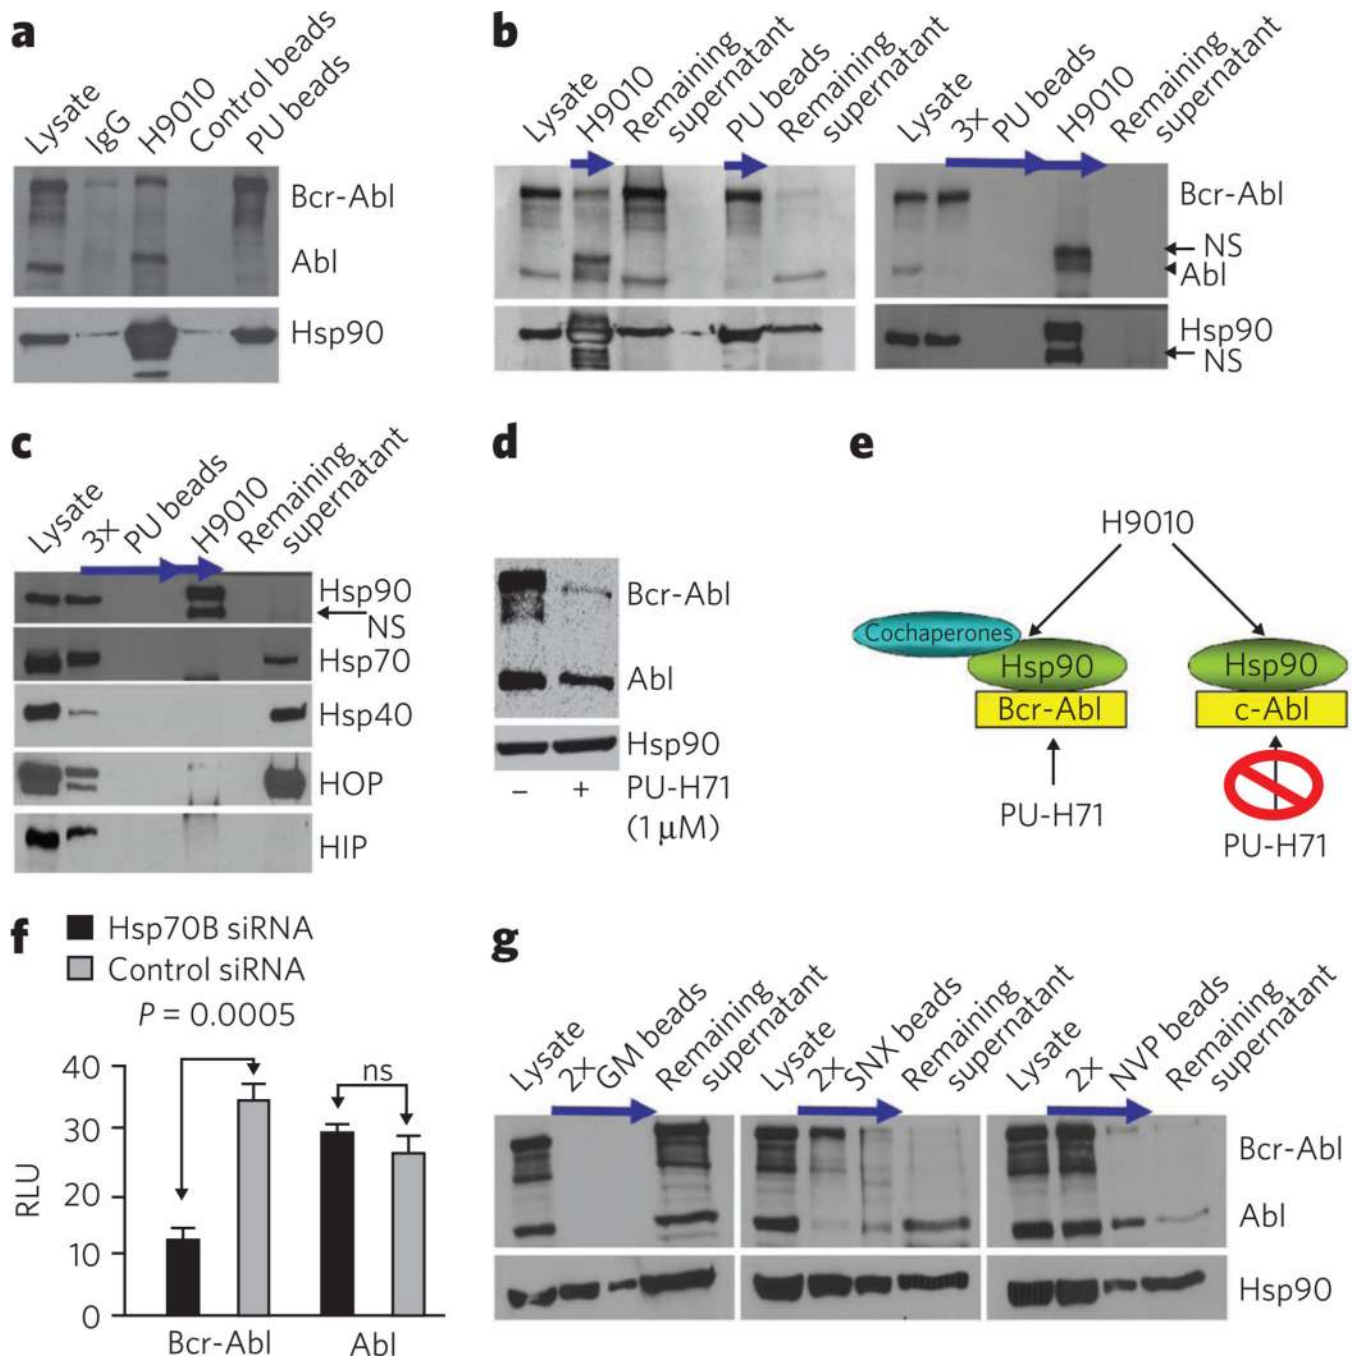 a
Lysate
IgG
H9010
Control beads
PU beads
Bcr-Abl
Abl
Hsp90
b
Lysate
H9010
Remaining
supernatant
PU beads
Remaining
supernatant
Lysate
3×
PU beads
H9010
Remaining
supernatant
Bcr-Abl
NS
Abl
Hsp90
NS
c
Lysate
3×
PU beads
H9010
Remaining
supernatant
Hsp90
NS
Hsp70
Hsp40
HOP
HIP
d
Bcr-Abl
Abl
Hsp90
– + PU-H71
(1 µM)
e
H9010
Cochaperones
Hsp90
Bcr-Abl
PU-H71
Hsp90
c-Abl
PU-H71
f
Hsp70B siRNA
Control siRNA
P = 0.0005
ns
RLU
40
30
20
10
0
Bcr-Abl
Abl
g
Lysate
2×
GM beads
Remaining
supernatant
Lysate
2×
SNX beads
Remaining
supernatant
Lysate
2×
NVP beads
Remaining
supernatant
Bcr-Abl
Abl
Hsp90